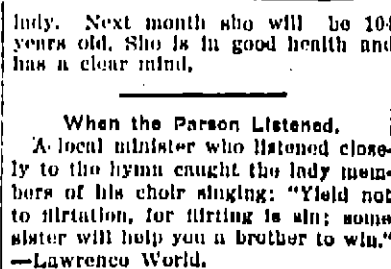 lady. Next month she will be 104
years old. She is in good health and
has a clear mind.
When the Parson Listened.
A local minister who listened close-
ly to the hymn caught the lady mem-
bers of his choir singing: "Yield not
to flirtation, for flirting is sin; some
sister will help you a brother to win."
—Lawrence World.